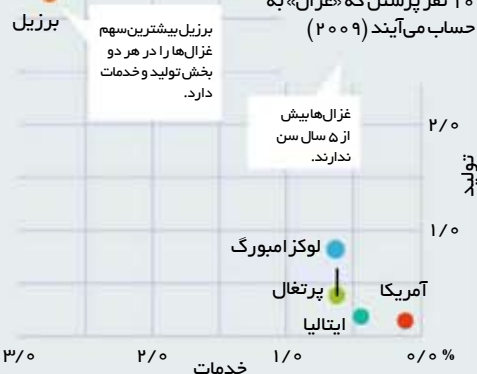 ۱۰ نفر پرسنل که «غزال» به
حساب می‌آیند (۲۰۰۹)
برزیل
برزیل بیشترین سهم
غزال‌ها را در هر دو
بخش تولید و خدمات
دارد.
غزال‌ها بیش
از ۵ سال سن
ندارند.
۲/۰
تولید
۱/۰
لوکزامبورگ
پرتغال
آمریکا
ایتالیا
۰/۰ %
۱/۰
۲/۰
۳/۰
خدمات